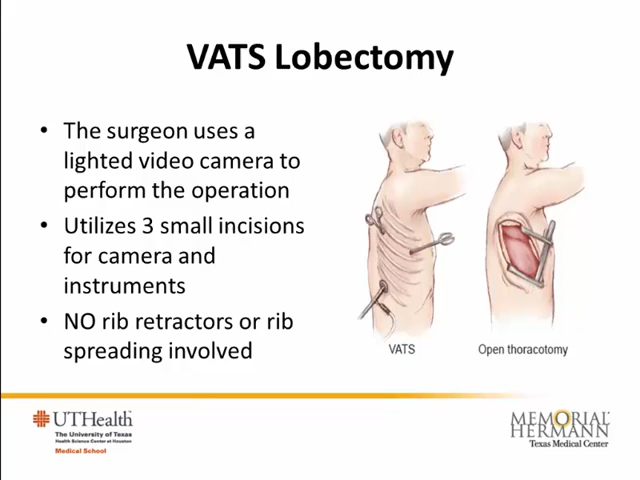 VATS Lobectomy
• The surgeon uses a
lighted video camera to
perform the operation
• Utilizes 3 small incisions
for camera and
instruments
• NO rib retractors or rib
spreading involved
VATS
Open thoracotomy
UTHealth
The University of Texas
Health Science Center at Houston
Medical School
MEMORIAL
HERMANN
Texas Medical Center